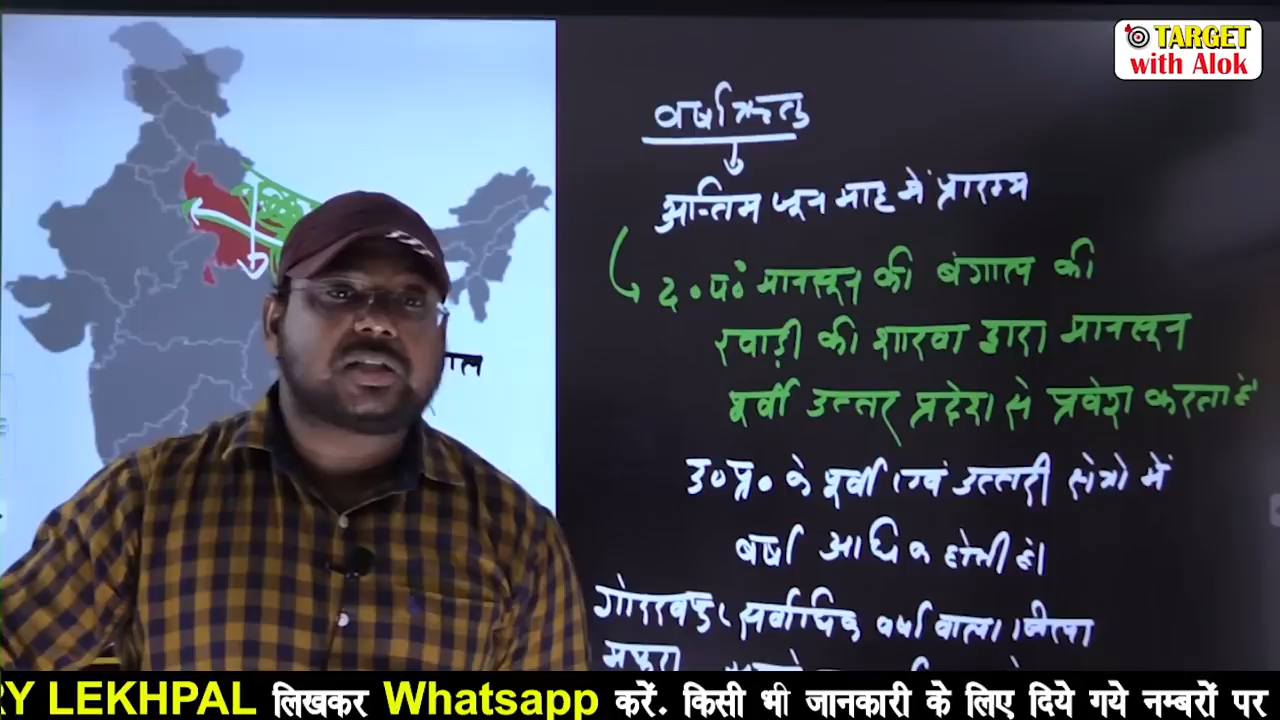 TARGET
with Alok
वर्षा ऋतु
अन्तिम जून माह में प्रारम्भ
द० प० मानसून की बंगाल की
खाड़ी की शाखा द्वारा मानसून
पूर्वी उत्तर प्रदेश से प्रवेश करता है
उ०प्र० के पूर्वी एवं उत्तरी क्षेत्रो में
वर्षा अधिक होती है।
गोरखपुर सर्वाधिक वर्षा वाला जिला
मथुरा
RY LEKHPAL लिखकर Whatsapp करें. किसी भी जानकारी के लिए दिये गये नम्बरों पर